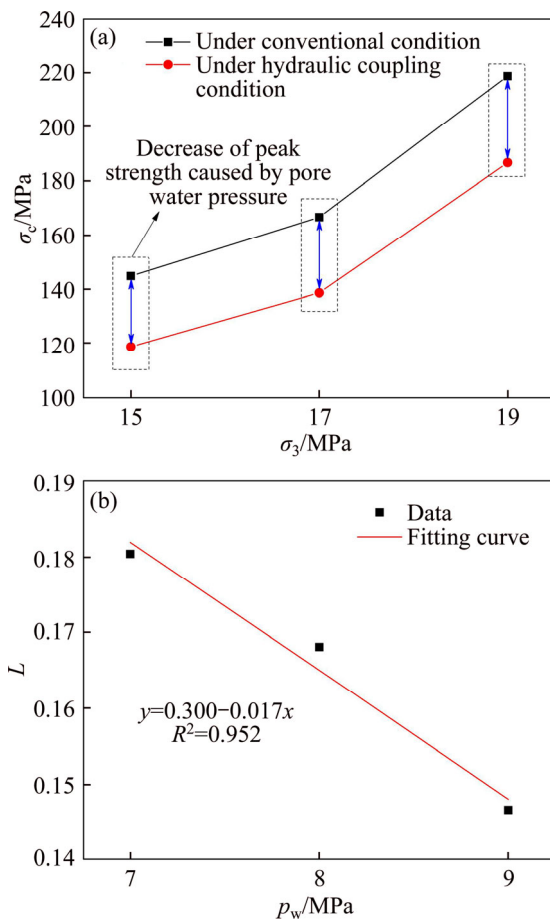 (a)
Under conventional condition
Under hydraulic coupling
condition
Decrease of peak
strength caused by pore
water pressure
240
220
200
180
160
140
120
100
σc/MPa
15
17
19
σ3/MPa
(b)
Data
Fitting curve
y=0.300−0.017x
R²=0.952
0.19
0.18
0.17
0.16
0.15
0.14
L
7
8
9
pw/MPa